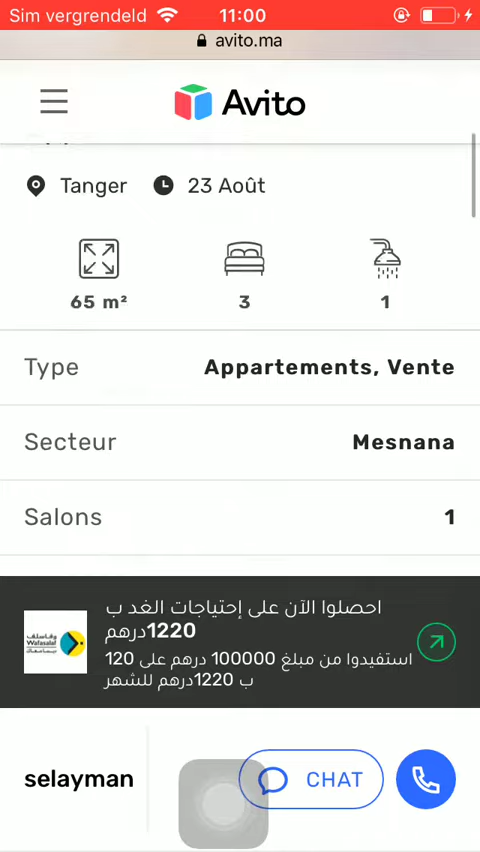 Sim vergrendeld
11:00
avito.ma
Avito
Tanger
23 Août
65 m²
3
1
Type
Appartements, Vente
Secteur
Mesnana
Salons
1
احصلوا الآن على إحتياجات الغد ب
1220درهم
استفيدوا من مبلغ 100000 درهم على 120
ب 1220درهم للشهر
وفاسلف
Wafasalaf
selayman
CHAT